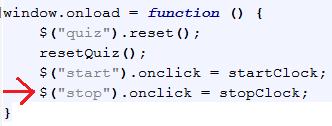 window.onload = function () {
    $("quiz").reset();
    resetQuiz();
    $("start").onclick = startClock;
    $("stop").onclick = stopClock;
}